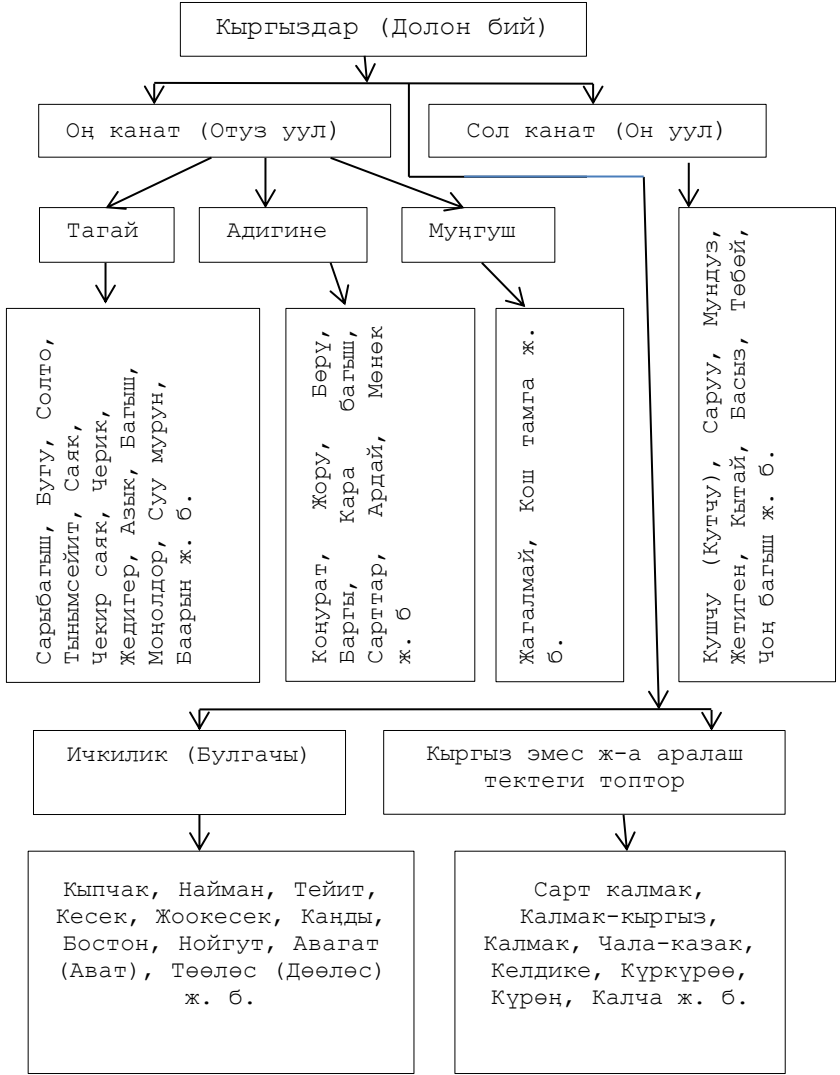 Кыргыздар (Долон бий)
Оң канат (Отуз уул)
Сол канат (Он уул)
Тагай
Адигине
Муңгуш
Сарыбагыш, Бугу, Солто,
Тынымсейит, Саяк,
Чекир саяк, Черик,
Жедигер, Азык, Багыш,
Моңолдор, Суу мурун,
Баарын ж. б.
Коңурат, Жору, Бөрү,
Баргы, Кара багыш,
Сарттар, Ардай, Мөнөк
ж. б
Жагалмай, Кош тамга ж.
б.
Кушчу (Кутчу), Саруу, Мундуз,
Жетиген, Кытай, Басыз, Төбөй,
Чоң багыш ж. б.
Ичкилик (Булгачы)
Кыргыз эмес ж-а аралаш
тектеги топтор
Кыпчак, Найман, Тейит,
Кесек, Жоокесек, Каңды,
Бостон, Нойгут, Авагат
(Ават), Төөлөс (Дөөлөс)
ж. б.
Сарт калмак,
Калмак-кыргыз,
Калмак, Чала-казак,
Келдике, Күркүрөө,
Күрөң, Калча ж. б.